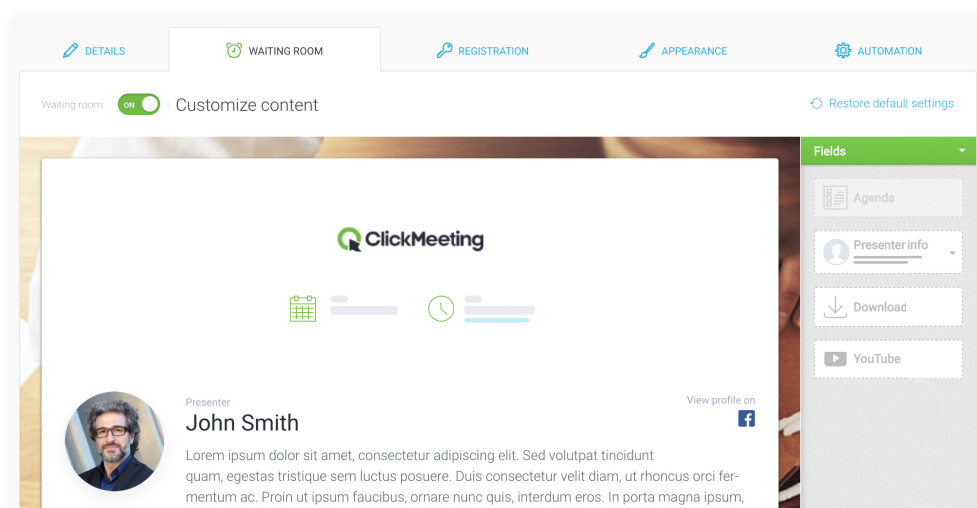 DETAILS
WAITING ROOM
REGISTRATION
APPEARANCE
AUTOMATION
Waiting room:
ON
Customize content
Restore default settings
Fields
Agenda
Presenter info
Download
YouTube
ClickMeeting
Presenter
View profile on
John Smith
Lorem ipsum dolor sit amet, consectetur adipiscing elit. Sed volutpat tincidunt
quam, egestas tristique sem luctus posuere. Duis consectetur velit diam, ut rhoncus orci fer-
mentum ac. Proin ut ipsum faucibus, ornare nunc quis, interdum eros. In porta magna ipsum,